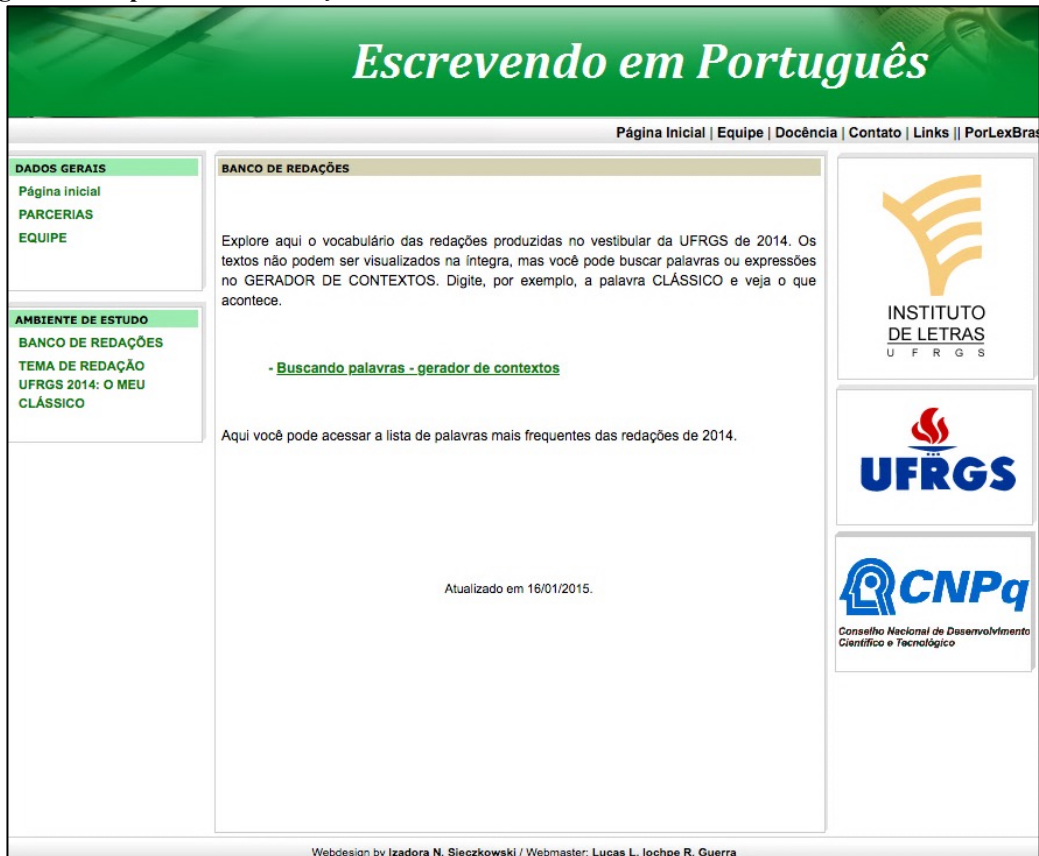 Escrevendo em Português
Página Inicial | Equipe | Docência | Contato | Links || PorLexBras
DADOS GERAIS
Página inicial
PARCERIAS
EQUIPE
AMBIENTE DE ESTUDO
BANCO DE REDAÇÕES
TEMA DE REDAÇÃO
UFRGS 2014: O MEU
CLÁSSICO
BANCO DE REDAÇÕES
Explore aqui o vocabulário das redações produzidas no vestibular da UFRGS de 2014. Os
textos não podem ser visualizados na íntegra, mas você pode buscar palavras ou expressões
no GERADOR DE CONTEXTOS. Digite, por exemplo, a palavra CLÁSSICO e veja o que
acontece.
- Buscando palavras - gerador de contextos
Aqui você pode acessar a lista de palavras mais frequentes das redações de 2014.
Atualizado em 16/01/2015.
INSTITUTO
DE LETRAS
UFRGS
UFRGS
CNPq
Conselho Nacional de Desenvolvimento
Científico e Tecnológico
Webdesign by Izadora N. Sieczkowski / Webmaster: Lucas L. Iochpe R. Guerra